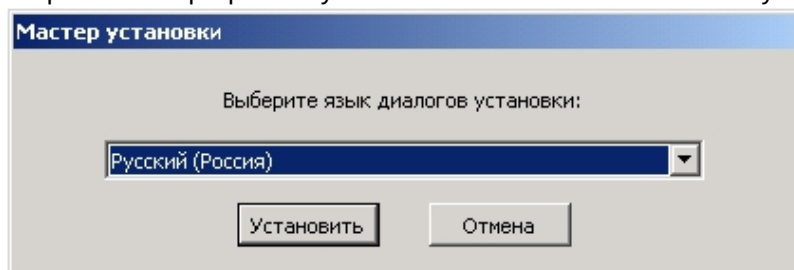 Мастер установки
Выберите язык диалогов установки:
Русский (Россия)
Установить Отмена